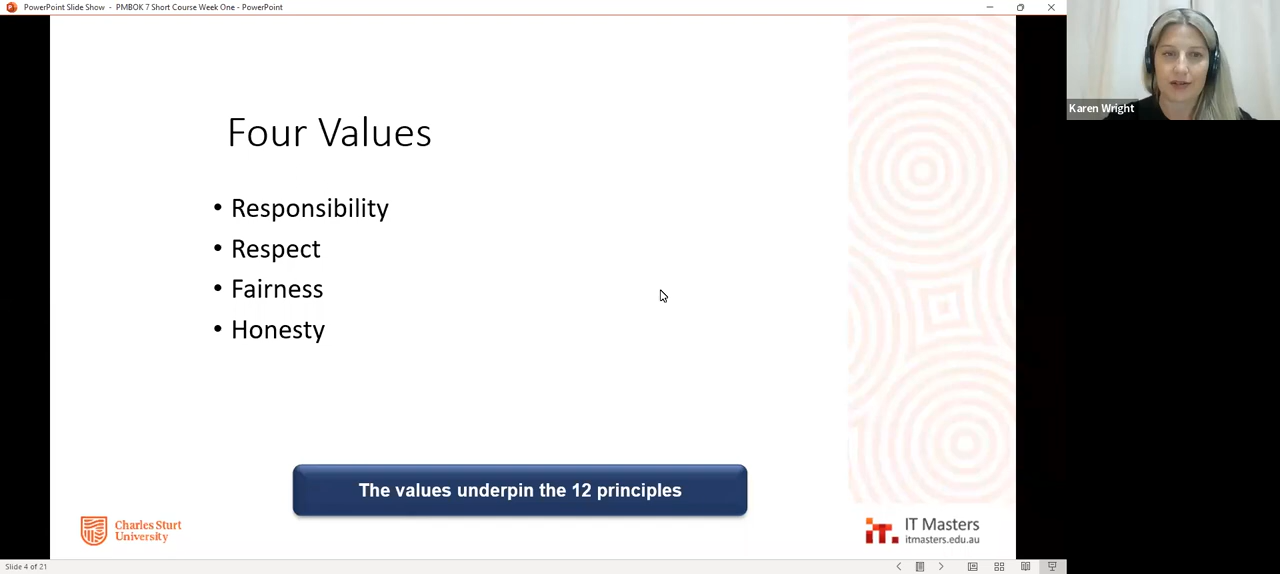 PowerPoint Slide Show - PMBOK 7 Short Course Week One - PowerPoint
Karen Wright
Four Values
• Responsibility
• Respect
• Fairness
• Honesty
The values underpin the 12 principles
Charles Sturt
University
it.
IT Masters
itmasters.edu.au
Slide 4 of 21